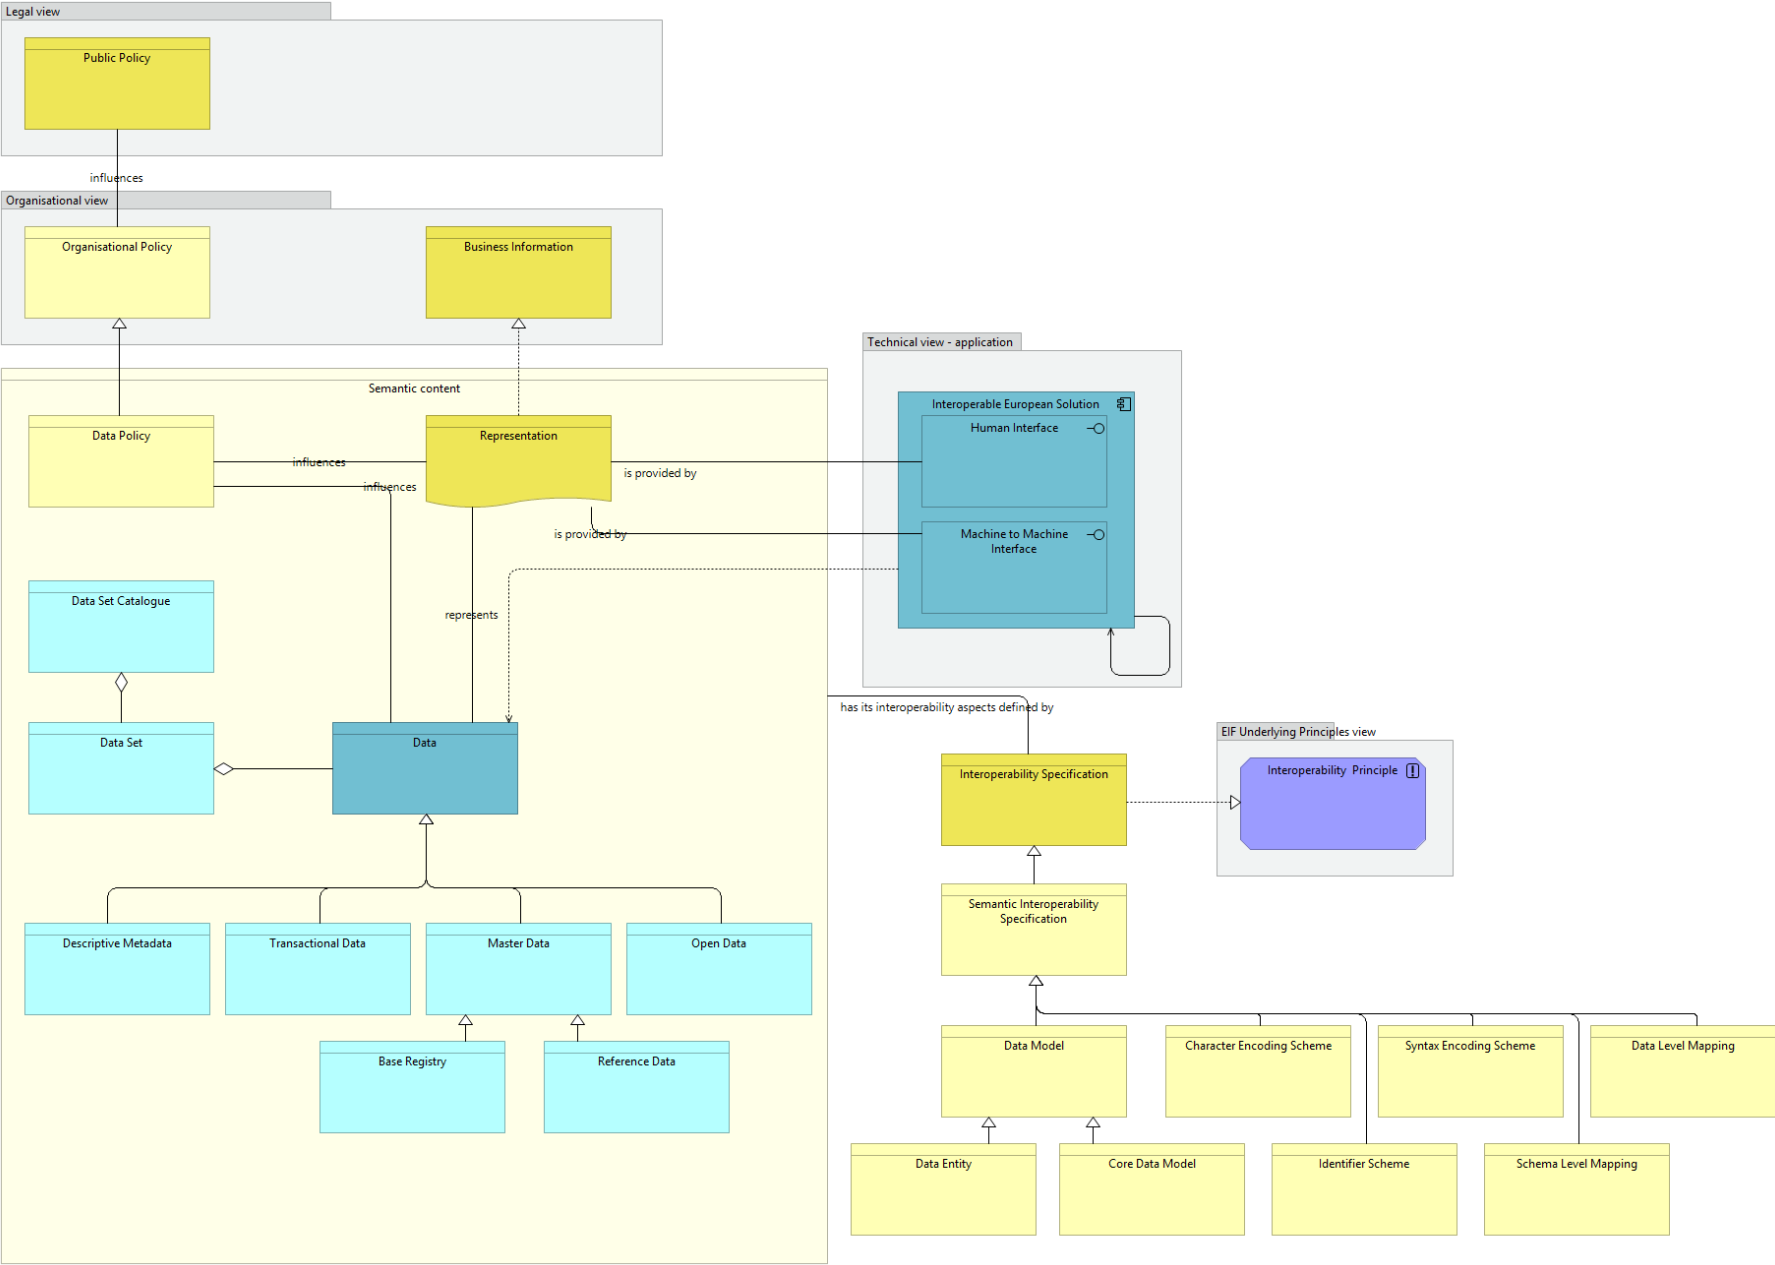 Legal view
Public Policy
influences
Organisational view
Organisational Policy
Business Information
Technical view - application
Semantic content
Interoperable European Solution
Data Policy
Representation
Human Interface
influences
is provided by
influences
is provided by
Machine to Machine
Interface
Data Set Catalogue
represents
has its interoperability aspects defined by
EIF Underlying Principles view
Data Set
Data
Interoperability Specification
Interoperability  Principle
Semantic Interoperability
Specification
Descriptive Metadata
Transactional Data
Master Data
Open Data
Data Model
Character Encoding Scheme
Syntax Encoding Scheme
Data Level Mapping
Base Registry
Reference Data
Data Entity
Core Data Model
Identifier Scheme
Schema Level Mapping